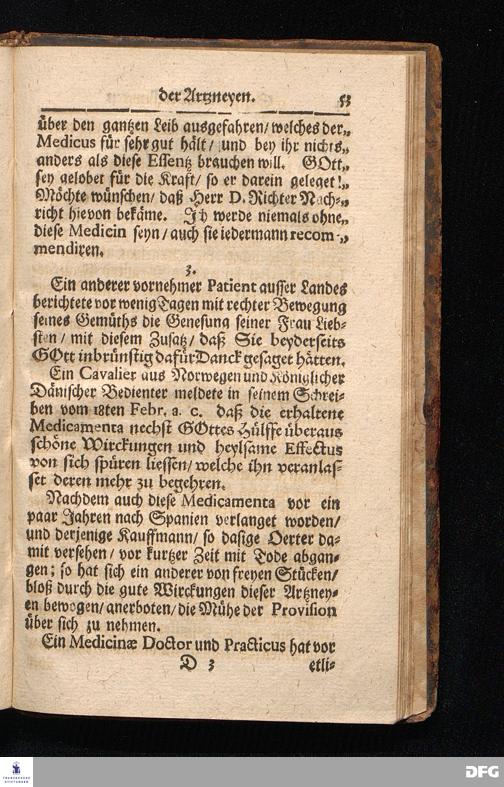 der Artzneyen. 53
über den gantzen Leib ausgefahren/ welches der„
Medicus für sehr gut hält/ und bey ihr nichts„
anders als diese Essentz brauchen will. GOtt„
sey gelobet für die Krafft/ so er darein geleget!„
Möchte wünschen/ daß Herr D. Richter Nach-„
richt hievon bekäme. Ich werde niemals ohne„
diese Medicin seyn/ auch sie iedermann recom-„
mendiren.
3.
Ein anderer vornehmer Patient ausser Landes
berichtete vor wenig Tagen mit rechter Bewegung
seines Gemüths die Genesung seiner Frau Lieb-
sten/ mit diesem Zusatz/ daß Sie beyderseits
GOtt inbrünstig dafür Danck gesaget hätten.
Ein Cavalier aus Norwegen und Königlicher
Dänischer Bedienter meldete in seinem Schrei-
ben vom 18ten Febr. a. c. daß die erhaltene
Medicamenta nechst GOttes Hülffe überaus
schöne Wirckungen und heylsame Effectus
von sich spüren liessen/ welche ihn veranlas-
set deren mehr zu begehren.
Nachdem auch diese Medicamenta vor ein
paar Jahren nach Spanien verlanget worden/
und derjenige Kauffmann/ so dasige Oerter da-
mit versehen/ vor kurtzer Zeit mit Tode abgan-
gen; so hat sich ein anderer von freyen Stücken/
bloß durch die gute Wirckungen dieser Artzney-
en bewogen/ anerboten/ die Mühe der Provision
über sich zu nehmen.
Ein Medicinæ Doctor und Practicus hat vor
D 3 etli-
FRANCKESCHE
STIFTUNGEN
DFG